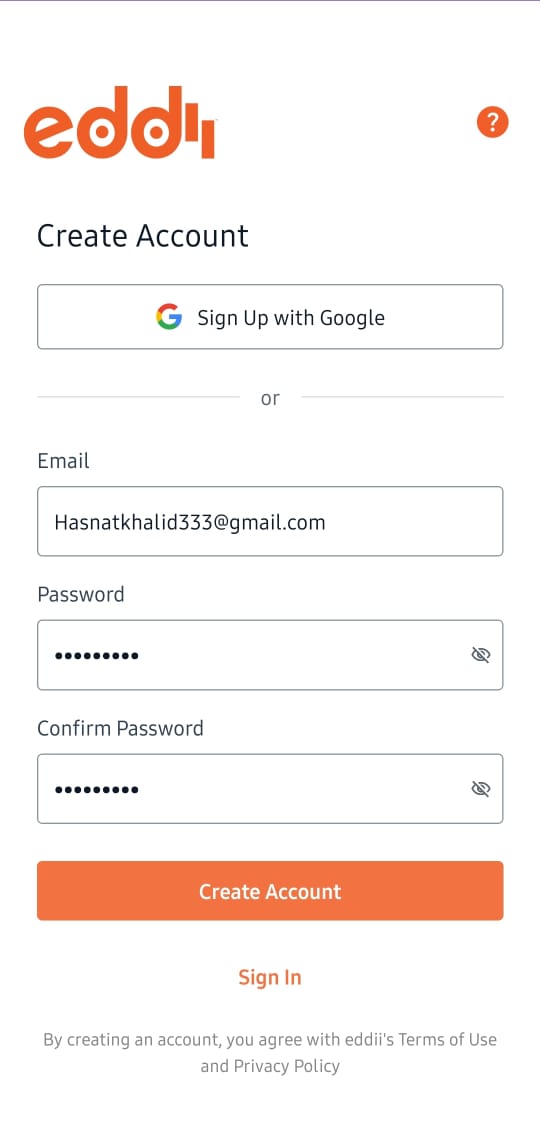 eddii
?
Create Account
Sign Up with Google
or
Email
Hasnatkhalid333@gmail.com
Password
•••••••••
Confirm Password
•••••••••
Create Account
Sign In
By creating an account, you agree with eddii's Terms of Use
and Privacy Policy